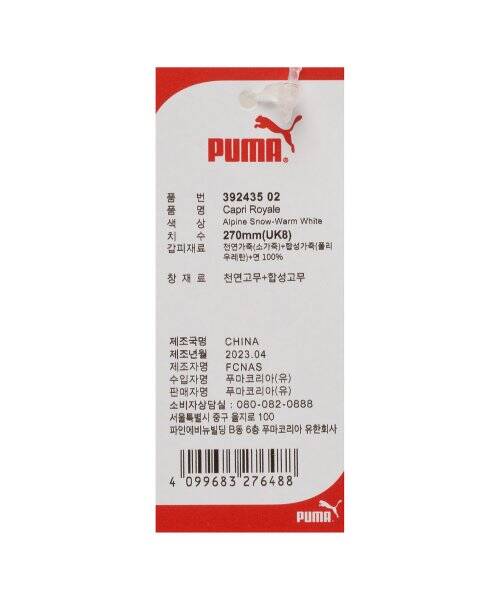 PUMA
품 번 392435 02
품 명 Capri Royale
색 상 Alpine Snow-Warm White
치 수 270mm(UK8)
갑피재료 천연가죽(소가죽)+합성가죽(폴리
우레탄)+면 100%
창 재 료 천연고무+합성고무
제조국명 CHINA
제조년월 2023.04
제조자명 FCNAS
수입자명 푸마코리아(유)
판매자명 푸마코리아(유)
소비자상담실 : 080-082-0888
서울특별시 중구 을지로 100
파인에비뉴빌딩 B동 6층 푸마코리아 유한회사
4 099683 276488
PUMA